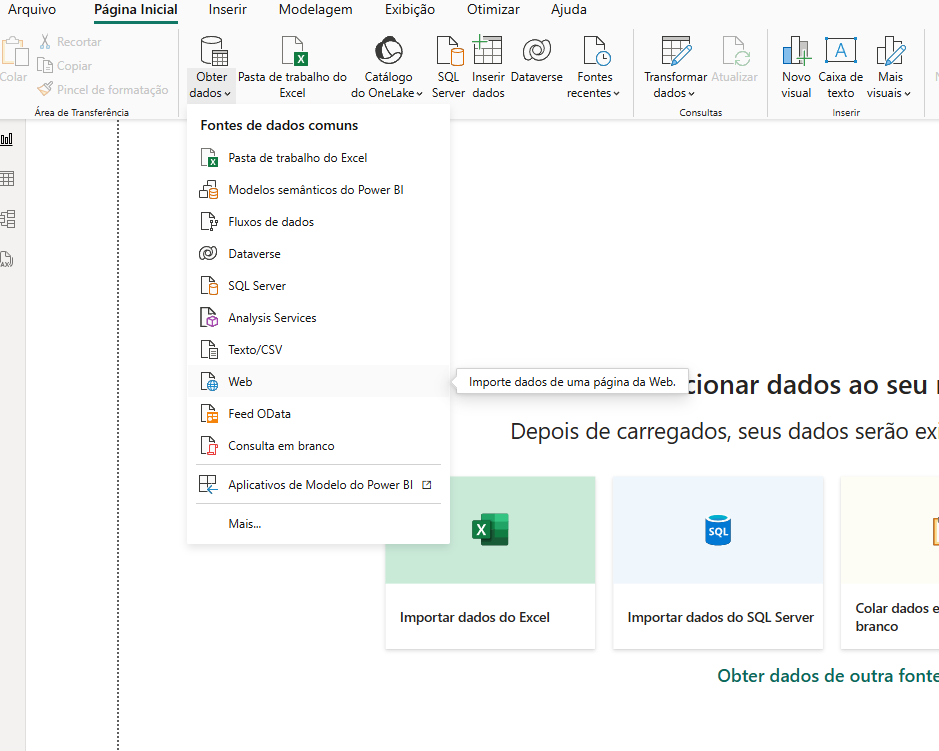 Arquivo
Página Inicial
Inserir
Modelagem
Exibição
Otimizar
Ajuda
Colar
Recortar
Copiar
Pincel de formatação
Área de Transferência
Obter
dados
Pasta de trabalho do
Excel
Catálogo
do OneLake
SQL
Server
Inserir
dados
Dataverse
Fontes
recentes
Transformar
dados
Atualizar
Consultas
Novo
visual
Caixa de
texto
Mais
visuais
Inserir
Fontes de dados comuns
Pasta de trabalho do Excel
Modelos semânticos do Power BI
Fluxos de dados
Dataverse
SQL Server
Analysis Services
Texto/CSV
Web
Feed OData
Consulta em branco
Aplicativos de Modelo do Power BI
Mais...
Importe dados de uma página da Web.
cionar dados ao seu
Depois de carregados, seus dados serão exi
X
SQL
Importar dados do Excel
Importar dados do SQL Server
Colar dados e
branco
Obter dados de outra fonte